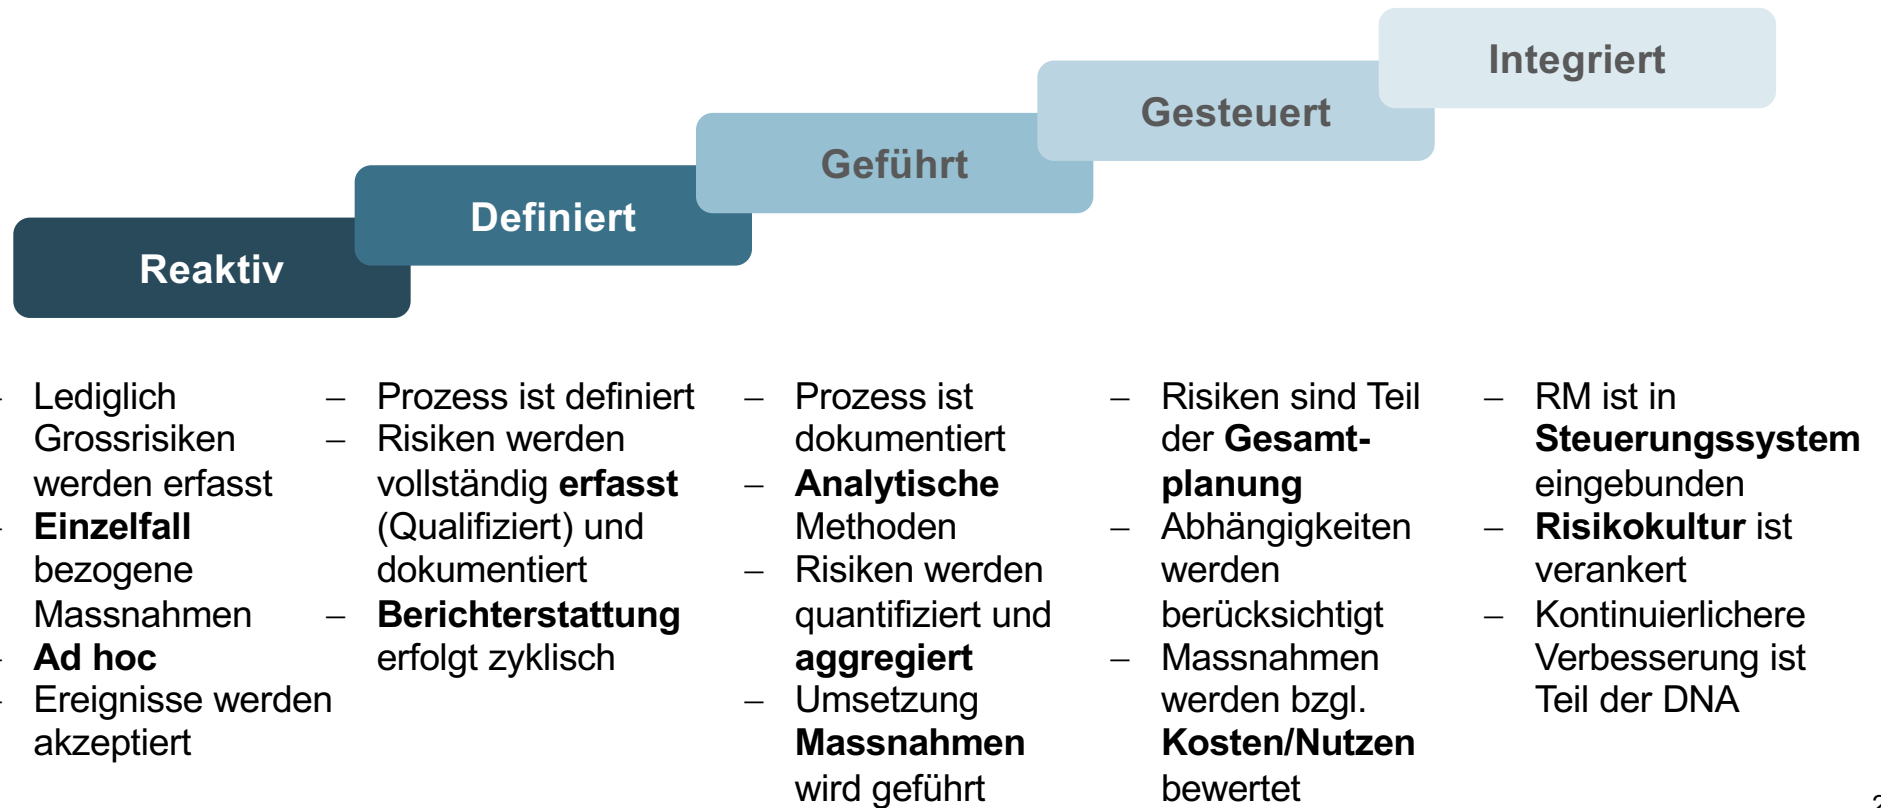 Integriert
Gesteuert
Geführt
Definiert
Reaktiv
– Lediglich
Grossrisiken
werden erfasst
– Einzelfall
bezogene
Massnahmen
– Ad hoc
– Ereignisse werden
akzeptiert
– Prozess ist definiert
– Risiken werden
vollständig erfasst
(Qualifiziert) und
dokumentiert
– Berichterstattung
erfolgt zyklisch
– Prozess ist
dokumentiert
– Analytische
Methoden
– Risiken werden
quantifiziert und
aggregiert
– Umsetzung
Massnahmen
wird geführt
– Risiken sind Teil
der Gesamt-
planung
– Abhängigkeiten
werden
berücksichtigt
– Massnahmen
werden bzgl.
Kosten/Nutzen
bewertet
– RM ist in
Steuerungssystem
eingebunden
– Risikokultur ist
verankert
– Kontinuierlichere
Verbesserung ist
Teil der DNA